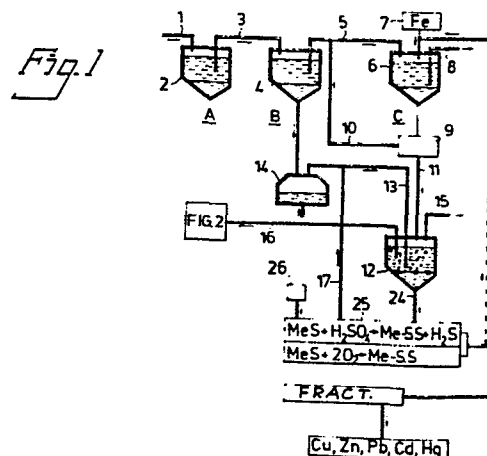 Fig. 1
1
3
5
7
Fe
2
4
6
8
A
B
C
9
10
11
14
13
15
FIG.2
16
12
26
17
24
25
MeS+H₂SO₄→Me-SS+H₂S
MeS + 2O₂→Me-SS
FRACT.
Cu, Zn, Pb, Cd, Hg